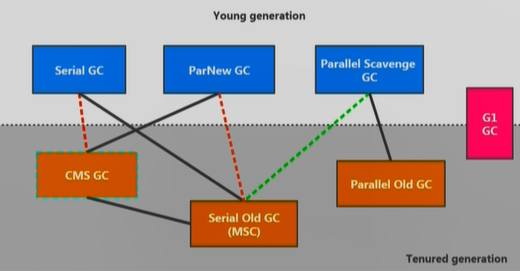 Young generation
Serial GC
ParNew GC
Parallel Scavenge
GC
G1
GC
CMS GC
Parallel Old GC
Serial Old GC
(MSC)
Tenured generation